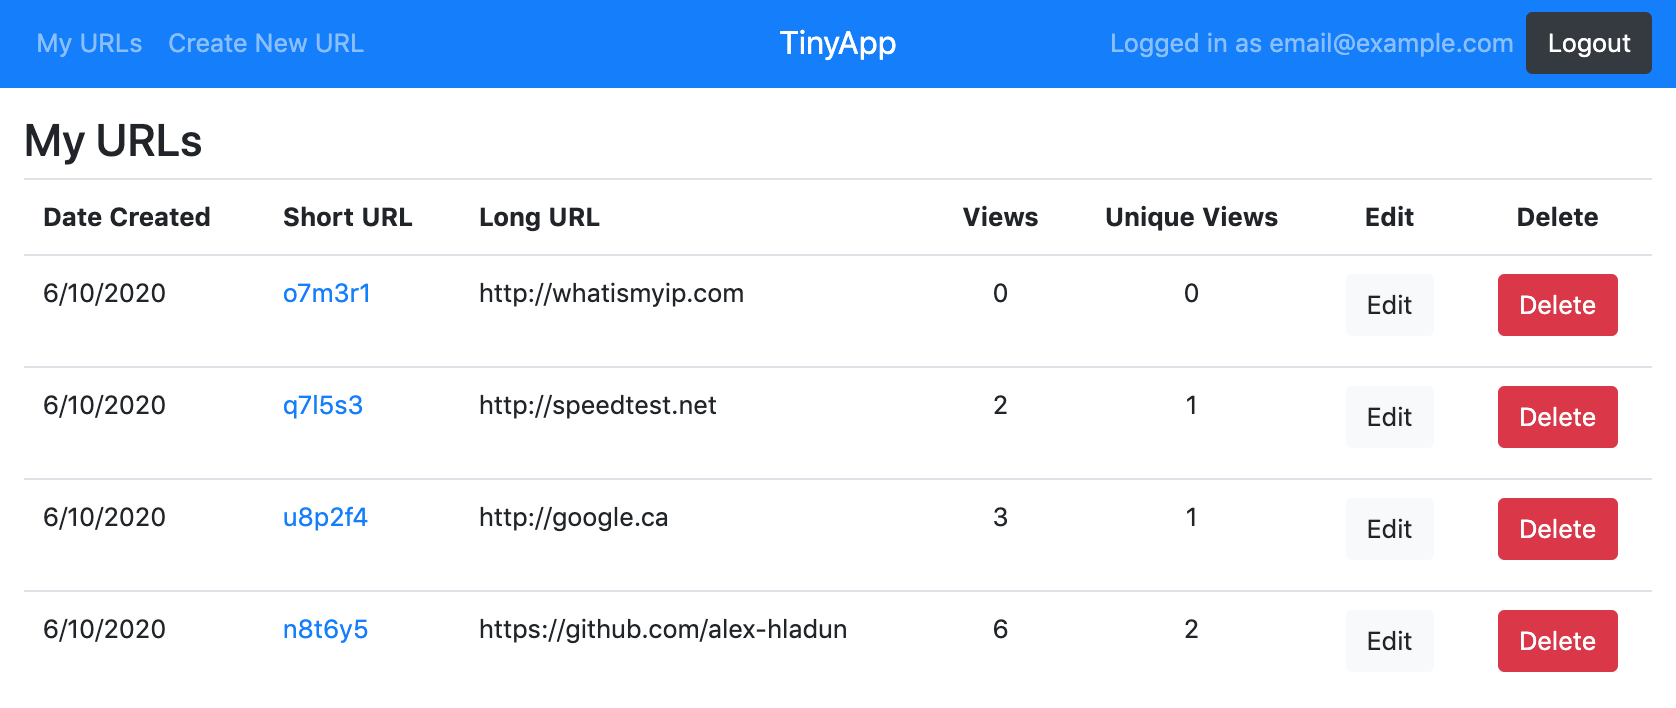 My URLs Create New URL TinyApp Logged in as email@example.com Logout
My URLs
Date Created Short URL Long URL Views Unique Views Edit Delete
6/10/2020 o7m3r1 http://whatismyip.com 0 0 Edit Delete
6/10/2020 q7l5s3 http://speedtest.net 2 1 Edit Delete
6/10/2020 u8p2f4 http://google.ca 3 1 Edit Delete
6/10/2020 n8t6y5 https://github.com/alex-hladun 6 2 Edit Delete